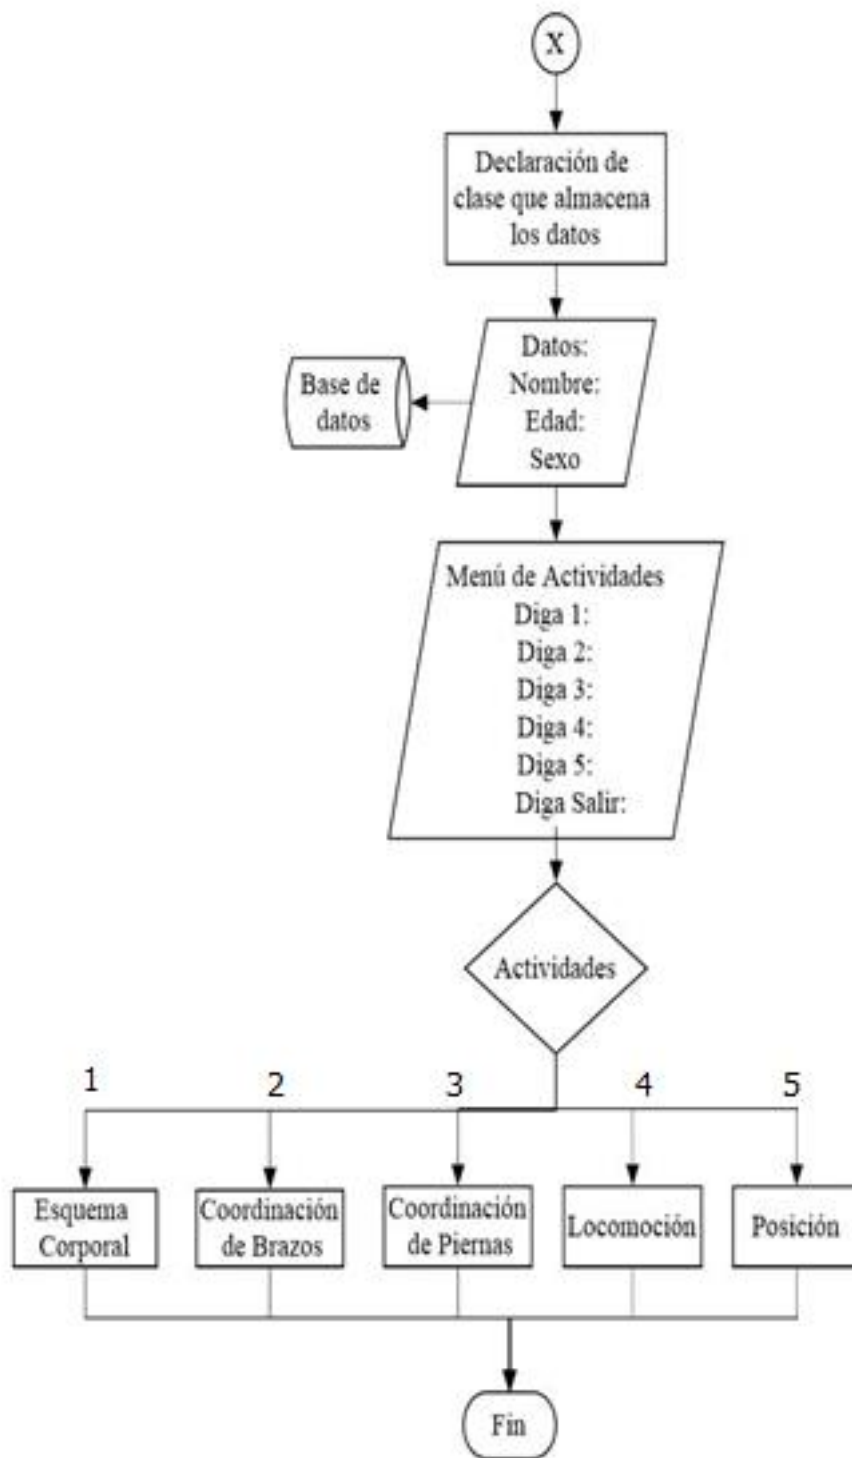 X
Declaración de
clase que almacena
los datos
Datos:
Nombre:
Edad:
Sexo
Base de
datos
Menú de Actividades
Diga 1:
Diga 2:
Diga 3:
Diga 4:
Diga 5:
Diga Salir:
Actividades
1
2
3
4
5
Esquema
Corporal
Coordinación
de Brazos
Coordinación
de Piernas
Locomoción
Posición
Fin